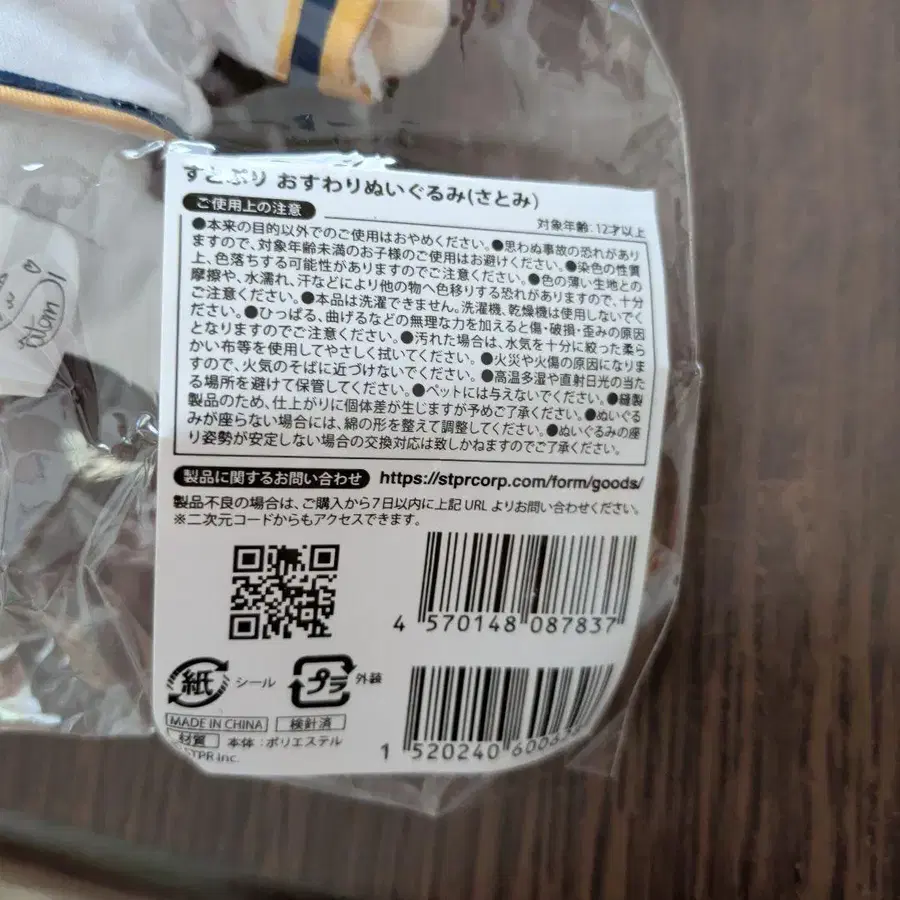 すとぷり おすわりぬいぐるみ(さとみ)
ご使用上の注意
対象年齢:12才以上
●本来の目的以外でのご使用はおやめください。●思わぬ事故の恐れがあり
ますので、対象年齢未満のお子様のご使用はお避けください。●染色の性質
上、色落ちする可能性がありますのでご注意ください。●色の薄い生地との
摩擦や、水濡れ、汗などにより他の物へ色移りする恐れがありますので、十分
ご注意ください。●本品は洗濯できません。洗濯機、乾燥機は使用しないでく
ださい。●ひっぱる、曲げるなどの無理な力を加えると傷・破損・歪みの原因
となりますのでご注意ください。●汚れた場合は、水気を十分に絞った柔ら
かい布等を使用してやさしく拭いてください。●火災や火傷の原因になりま
すので、火気のそばに近づけないでください。●高温多湿や直射日光の当た
る場所を避けて保管してください。●ペットには与えないでください。●縫製
製品のため、仕上がりに個体差が生じますが予めご了承ください。●ぬいぐる
みが座らない場合には、綿の形を整えて調整してください。●ぬいぐるみの座
り姿勢が安定しない場合の交換対応は致しかねますのでご了承ください。
製品に関するお問い合わせ https://stprcorp.com/form/goods/
製品不良の場合は、ご購入から7日以内に上記URLよりお問い合わせください。
※二次元コードからもアクセスできます。
4 570148 087837
紙 シール プラ 外装
MADE IN CHINA 検針済
材質 本体:ポリエステル
STPR Inc.
1 520240